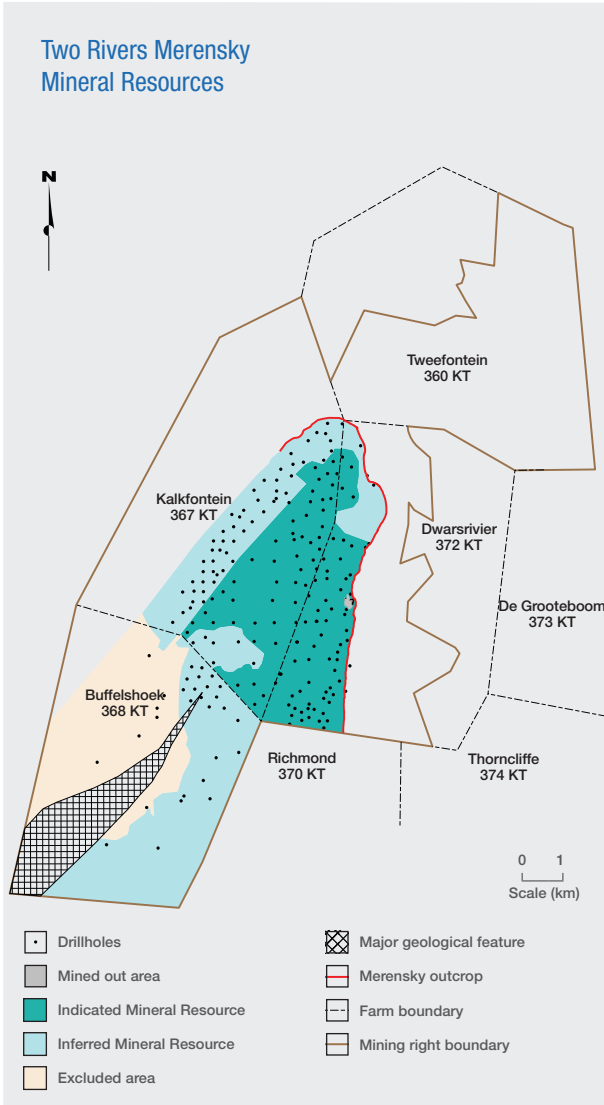 Two Rivers Merensky
Mineral Resources
N
Tweefontein
360 KT
Kalkfontein
367 KT
Dwarsrivier
372 KT
De Grooteboom
373 KT
Buffelshoek
368 KT
Richmond
370 KT
Thorncliffe
374 KT
0 1
Scale (km)
Drillholes
Mined out area
Indicated Mineral Resource
Inferred Mineral Resource
Excluded area
Major geological feature
Merensky outcrop
Farm boundary
Mining right boundary